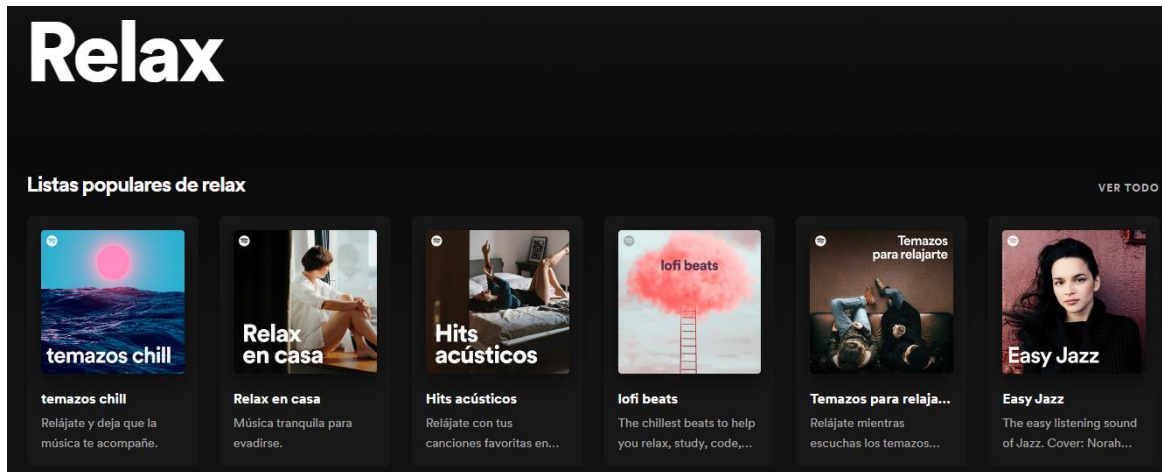 Relax
Listas populares de relax
VER TODO
temazos chill
Relax
en casa
Hits
acústicos
lofi beats
Temazos
para relajarte
Easy Jazz
temazos chill
Relájate y deja que la
música te acompañe.
Relax en casa
Música tranquila para
evadirse.
Hits acústicos
Relájate con tus
canciones favoritas en...
lofi beats
The chillest beats to help
you relax, study, code,...
Temazos para relaja...
Relájate mientras
escuchas los temazos...
Easy Jazz
The easy listening sound
of Jazz. Cover: Norah...